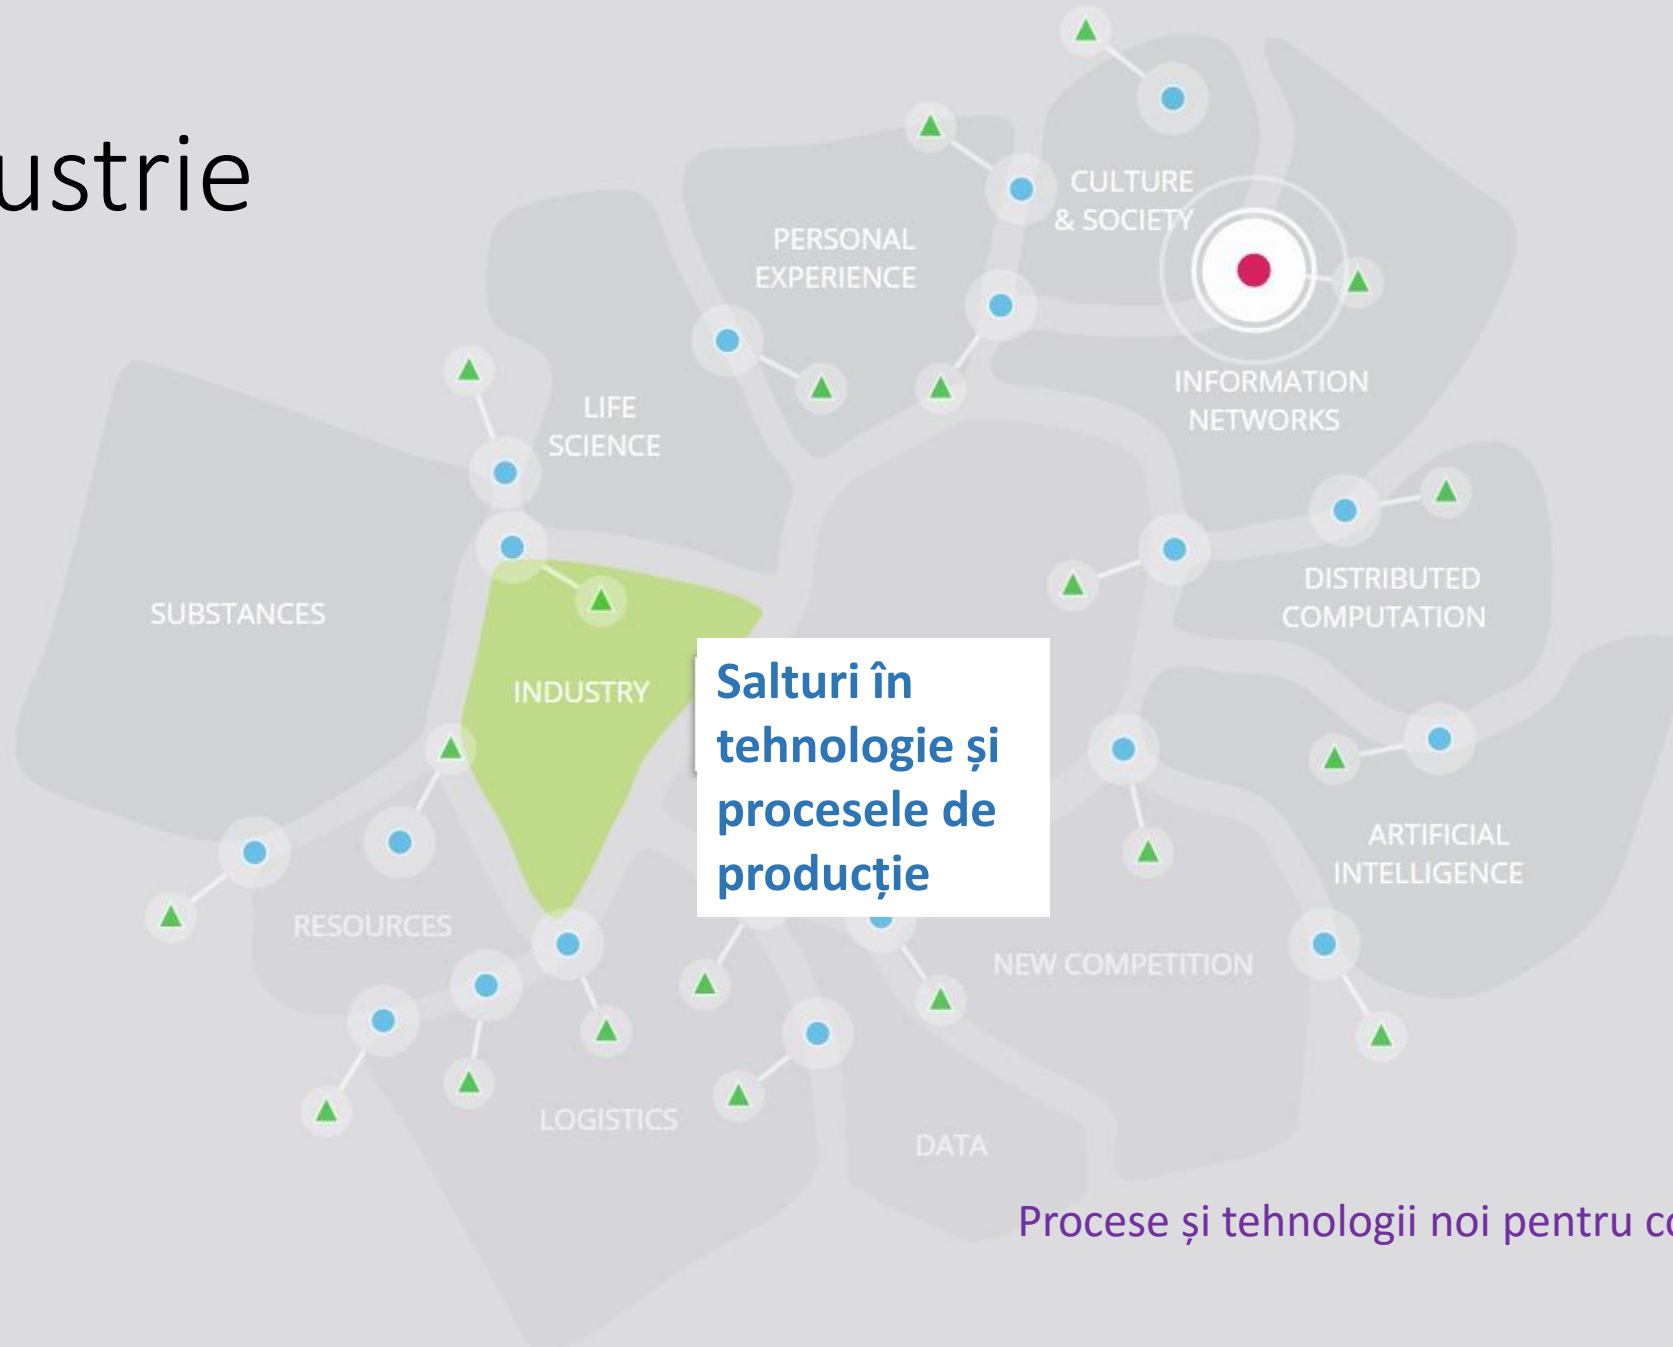 ustrie
CULTURE
& SOCIETY
PERSONAL
EXPERIENCE
INFORMATION
NETWORKS
LIFE
SCIENCE
DISTRIBUTED
COMPUTATION
SUBSTANCES
INDUSTRY
Salturi în
tehnologie și
procesele de
producție
ARTIFICIAL
INTELLIGENCE
RESOURCES
NEW COMPETITION
LOGISTICS
DATA
Procese și tehnologii noi pentru